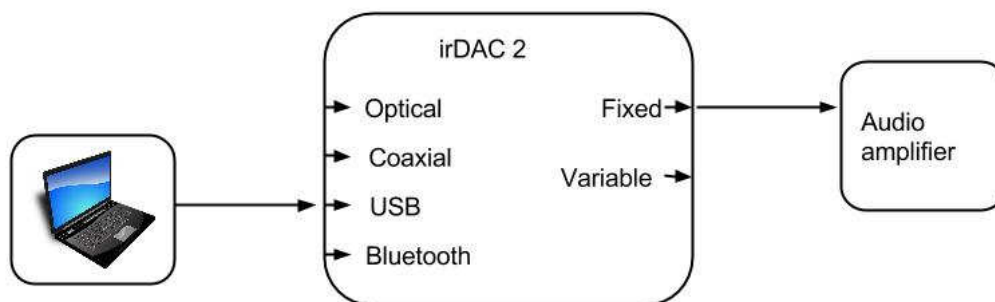 irDAC 2
Optical
Fixed
Coaxial
Variable
USB
Bluetooth
Audio
amplifier